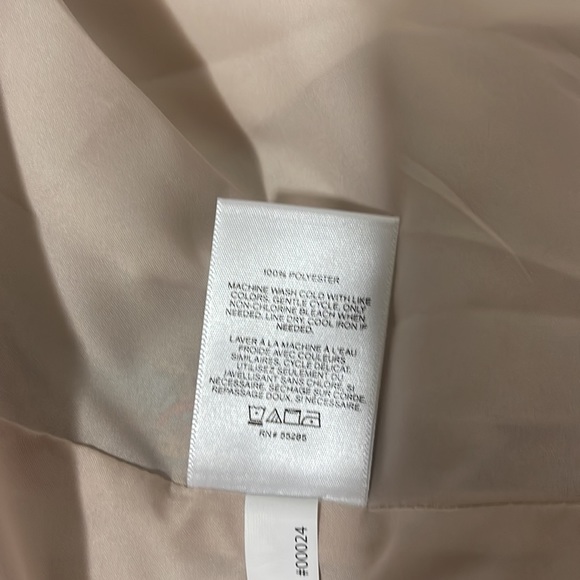 100% POLYESTER
MACHINE WASH COLD WITH LIKE
COLORS. GENTLE CYCLE. ONLY
NON-CHLORINE BLEACH WHEN
NEEDED. LINE DRY. COOL IRON IF
NEEDED.
LAVER À LA MACHINE À L'EAU
FROIDE AVEC COULEURS
SIMILAIRES. CYCLE DÉLICAT.
UTILISEZ SEULEMENT DU
JAVELLISANT SANS CHLORE, SI
NÉCESSAIRE. SÉCHAGE SUR CORDE.
REPASSAGE DOUX, SI NÉCESSAIRE.
RN# 55285
#00024